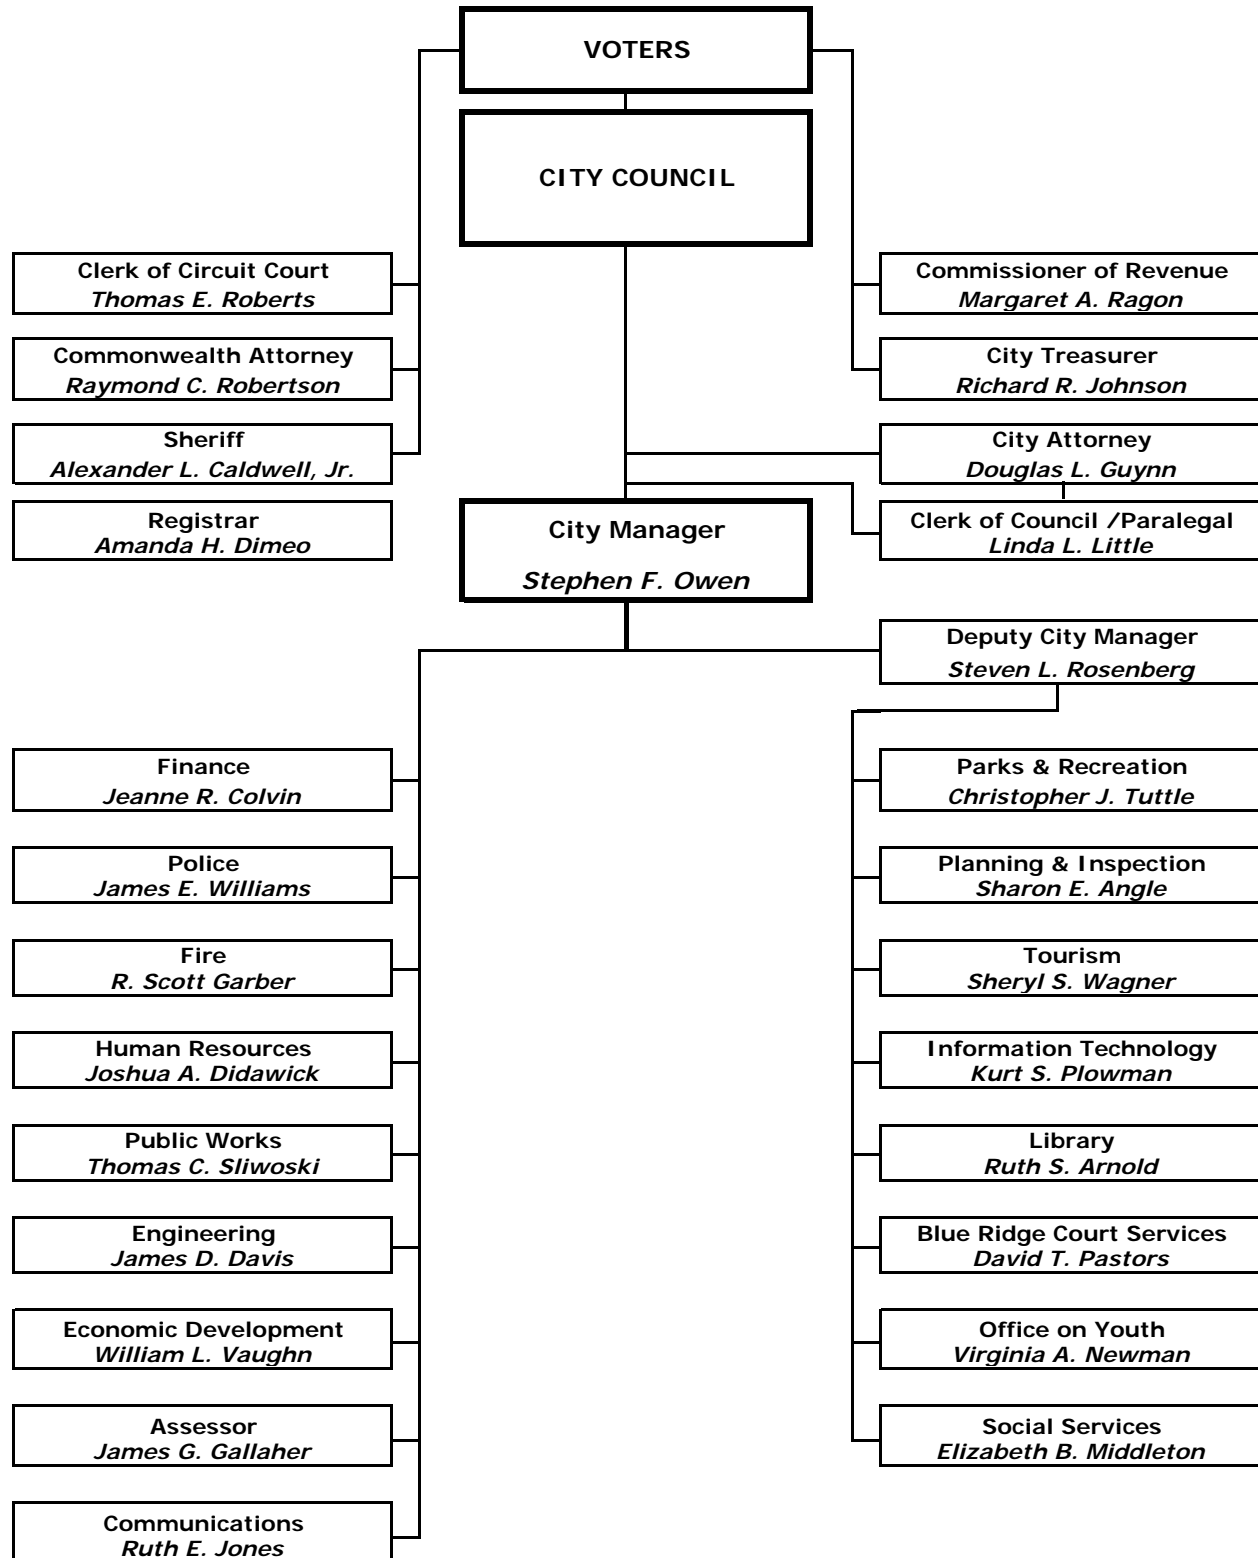 VOTERS
CITY COUNCIL
Clerk of Circuit Court
Thomas E. Roberts
Commonwealth Attorney
Raymond C. Robertson
Sheriff
Alexander L. Caldwell, Jr.
Registrar
Amanda H. Dimeo
Commissioner of Revenue
Margaret A. Ragon
City Treasurer
Richard R. Johnson
City Attorney
Douglas L. Guynn
Clerk of Council /Paralegal
Linda L. Little
City Manager
Stephen F. Owen
Deputy City Manager
Steven L. Rosenberg
Finance
Jeanne R. Colvin
Police
James E. Williams
Fire
R. Scott Garber
Human Resources
Joshua A. Didawick
Public Works
Thomas C. Sliwoski
Engineering
James D. Davis
Economic Development
William L. Vaughn
Assessor
James G. Gallaher
Communications
Ruth E. Jones
Parks & Recreation
Christopher J. Tuttle
Planning & Inspection
Sharon E. Angle
Tourism
Sheryl S. Wagner
Information Technology
Kurt S. Plowman
Library
Ruth S. Arnold
Blue Ridge Court Services
David T. Pastors
Office on Youth
Virginia A. Newman
Social Services
Elizabeth B. Middleton